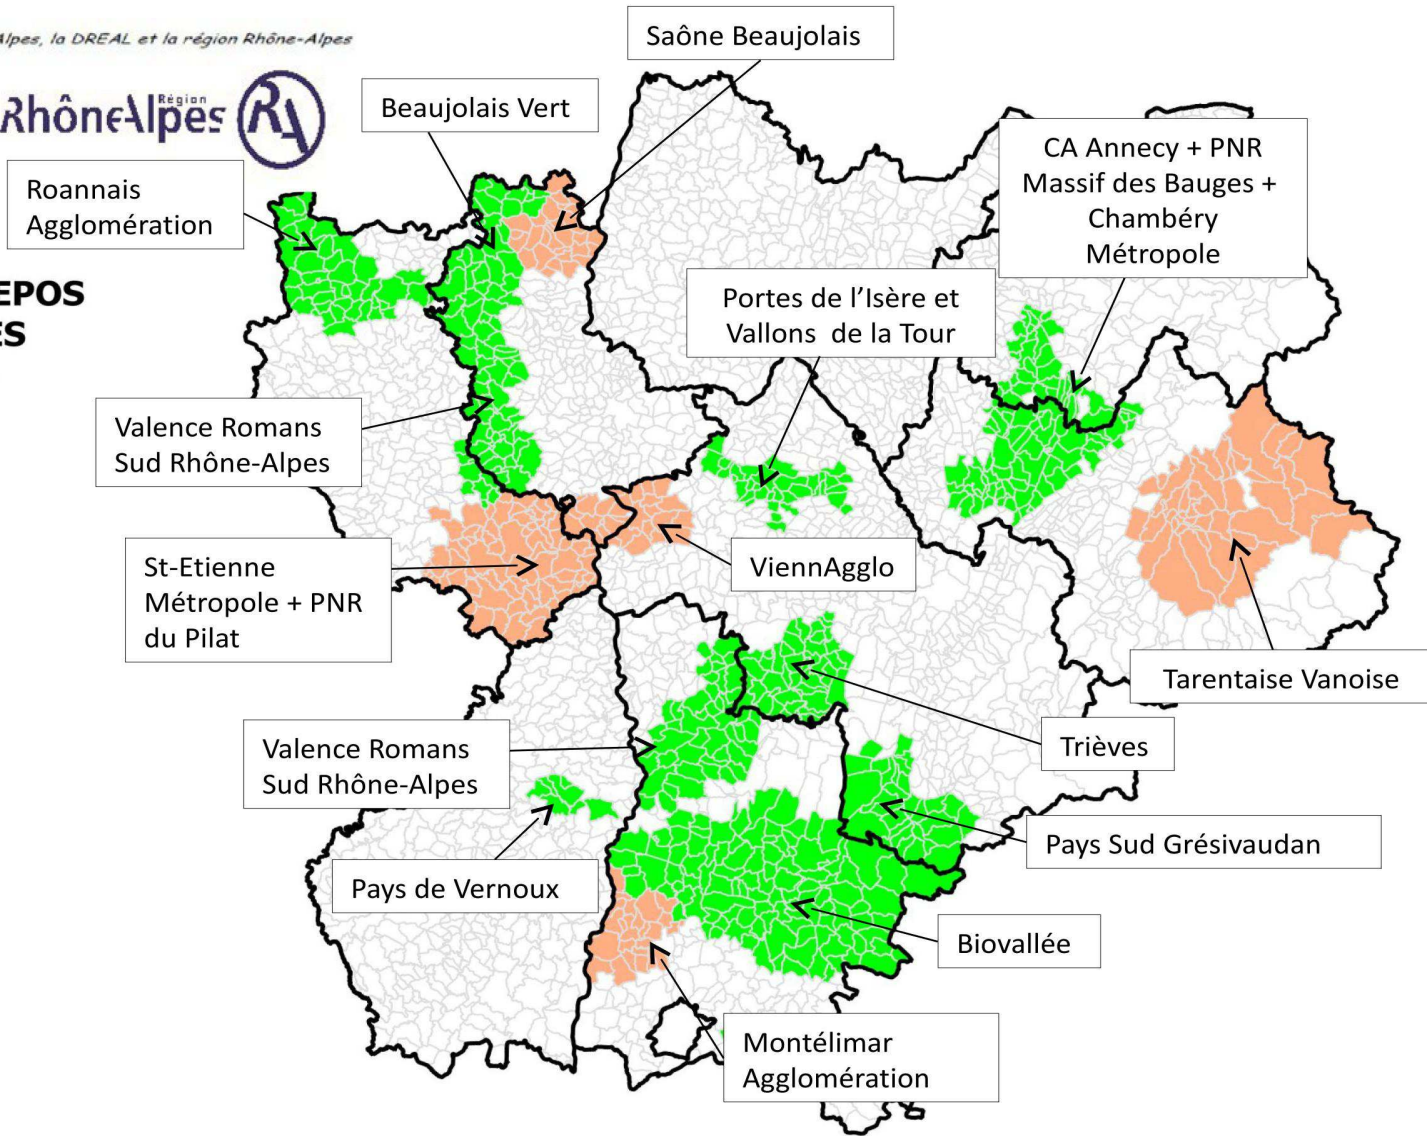 Alpes, la DREAL et la région Rhône-Alpes
Saône Beaujolais
RhôneAlpes Région
RA
Beaujolais Vert
CA Annecy + PNR
Massif des Bauges +
Chambéry
Métropole
Roannais
Agglomération
EPOS
ES
Portes de l'Isère et
Vallons de la Tour
Valence Romans
Sud Rhône-Alpes
St-Etienne
Métropole + PNR
du Pilat
ViennAgglo
Tarentaise Vanoise
Trièves
Valence Romans
Sud Rhône-Alpes
Pays Sud Grésivaudan
Pays de Vernoux
Biovallée
Montélimar
Agglomération